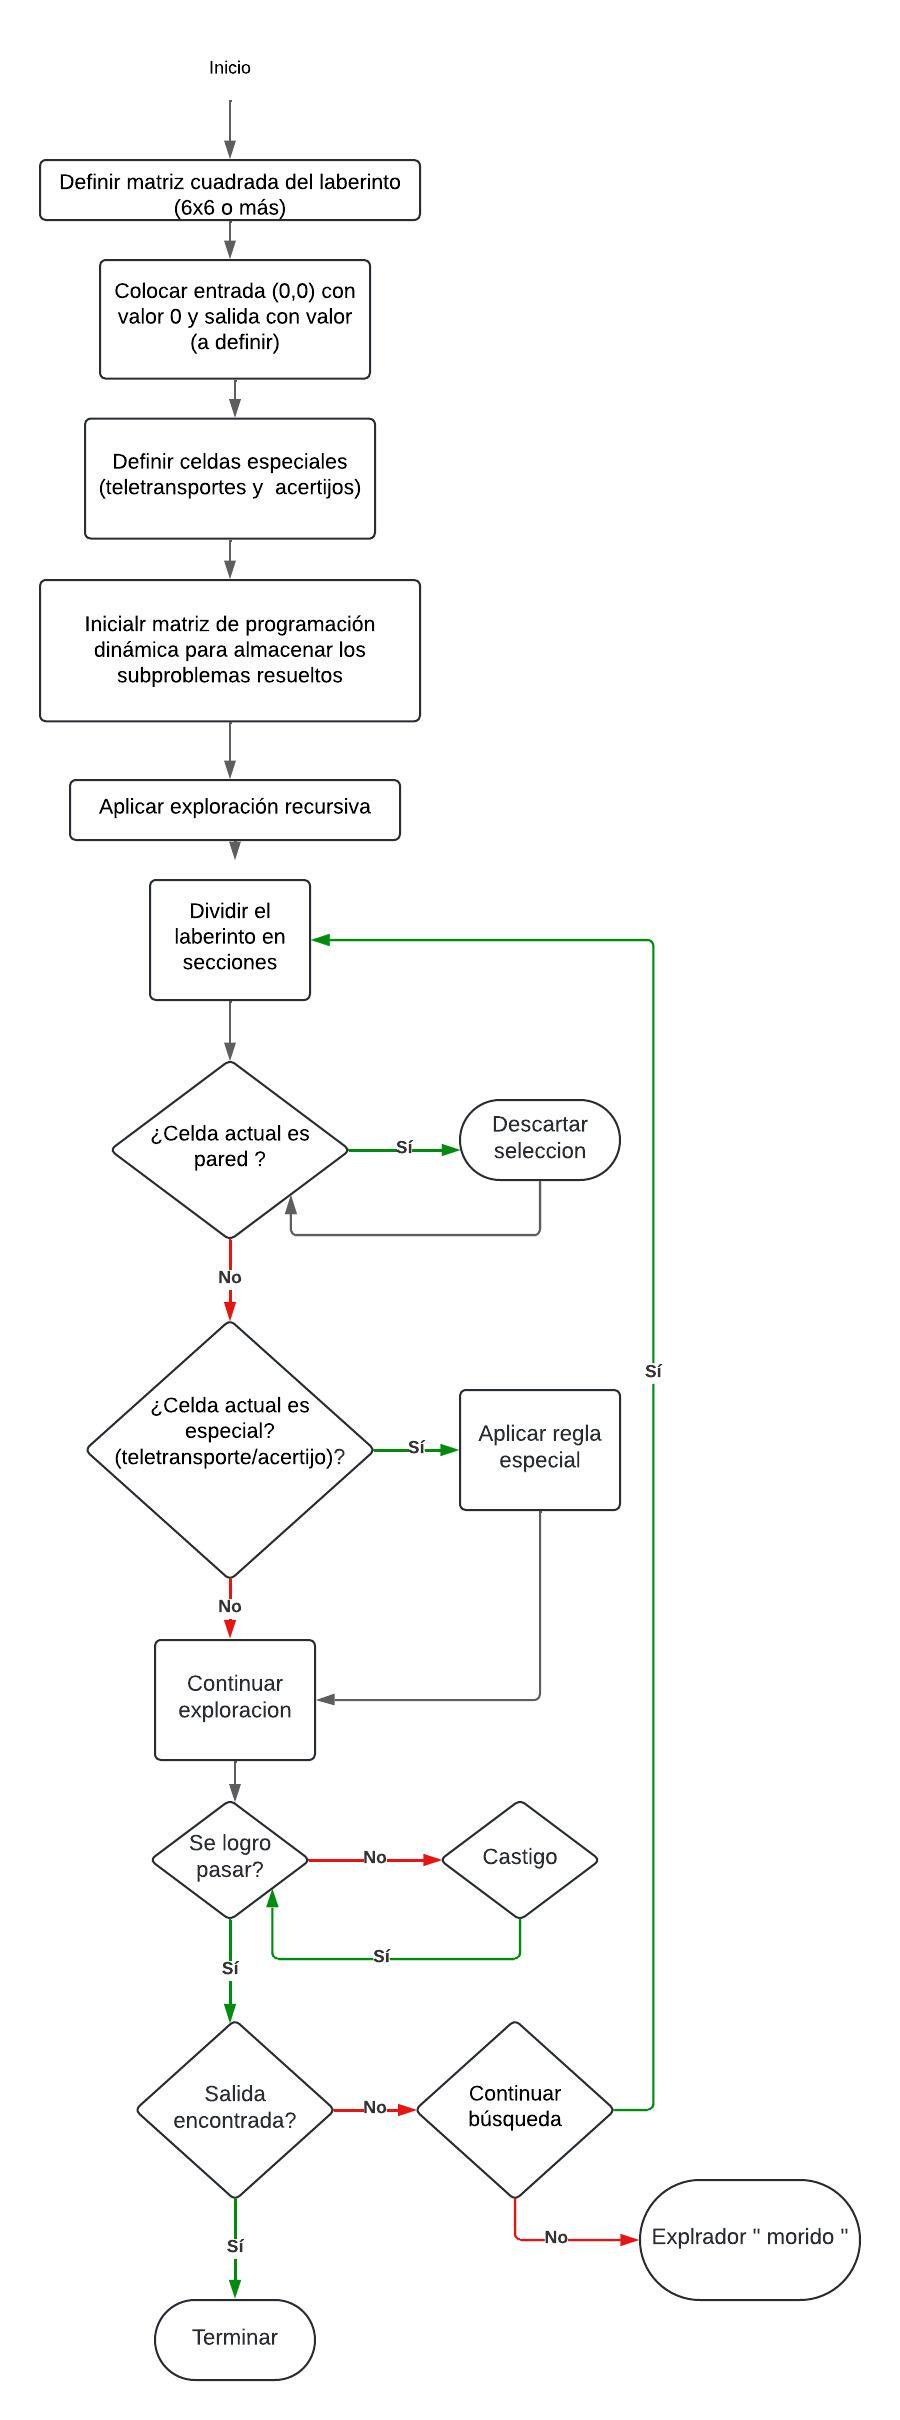 Inicio
Definir matriz cuadrada del laberinto
(6x6 o más)
Colocar entrada (0,0) con
valor 0 y salida con valor
(a definir)
Definir celdas especiales
(teletransportes y  acertijos)
Inicialr matriz de programación
dinámica para almacenar los
subproblemas resueltos
Aplicar exploración recursiva
Dividir el
laberinto en
secciones
¿Celda actual es
pared ?
Sí
Descartar
seleccion
No
¿Celda actual es
especial?
(teletransporte/acertijo)?
Sí
Aplicar regla
especial
Sí
No
Continuar
exploracion
Se logro
pasar?
No
Castigo
Sí
Sí
Salida
encontrada?
No
Continuar
búsqueda
No
Explrador " morido "
Sí
Terminar